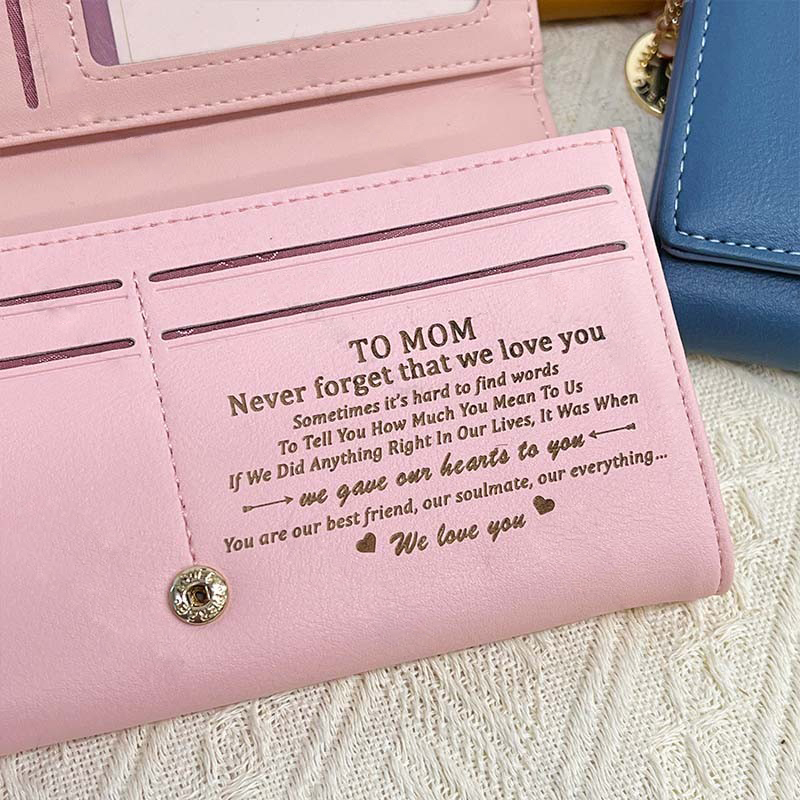 TO MOM
Never forget that we love you
Sometimes it's hard to find words
To Tell You How Much You Mean To Us
If We Did Anything Right In Our Lives, It Was When
we gave our hearts to you
You are our best friend, our soulmate, our everything...
We love you